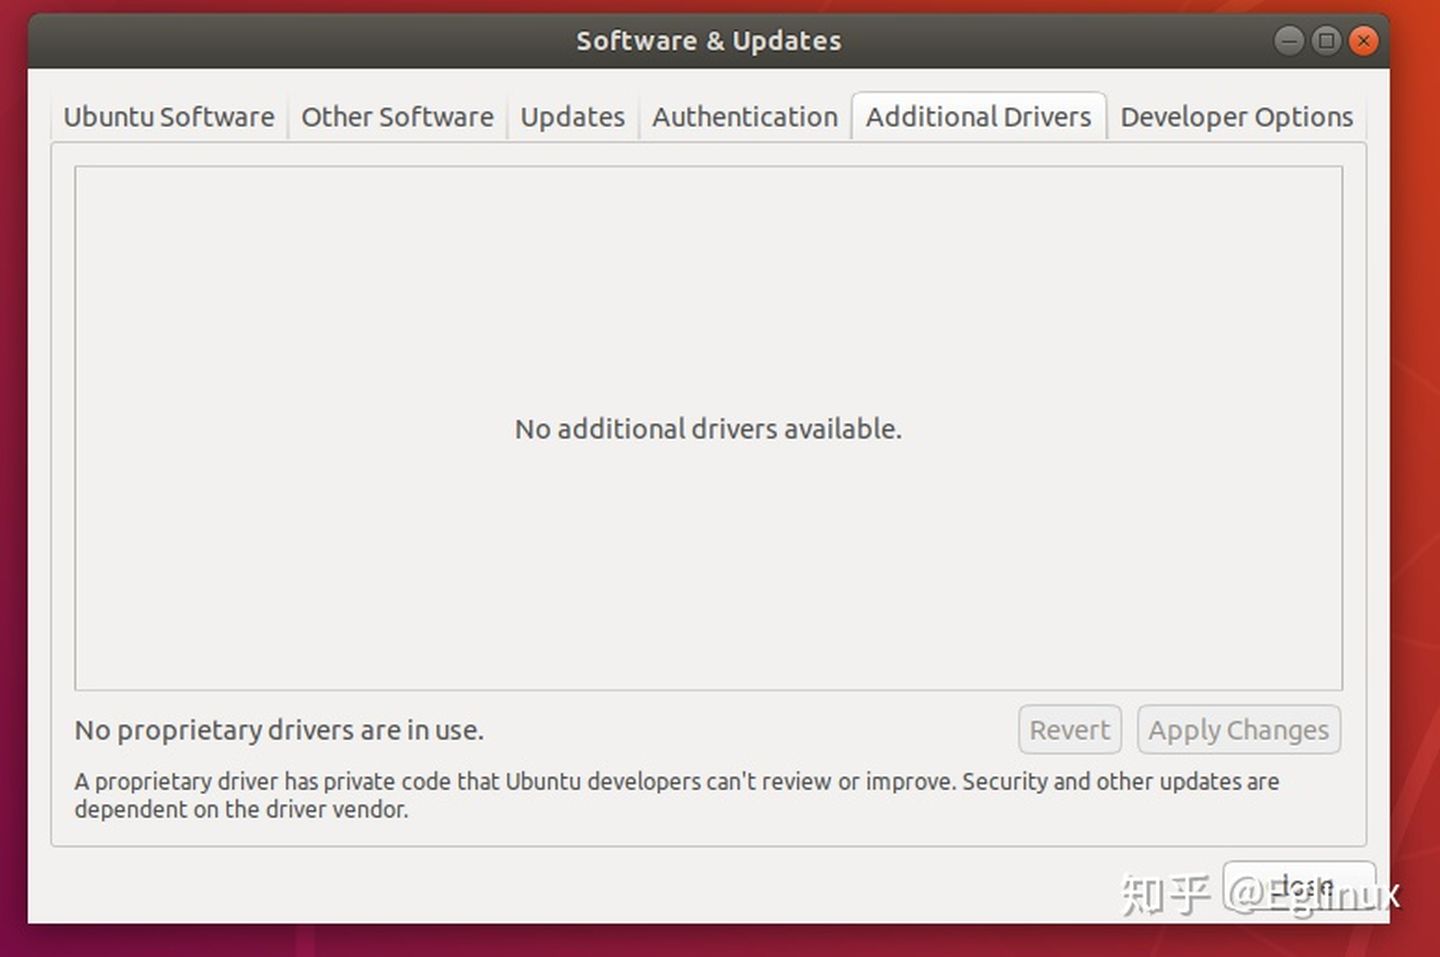 Software & Updates
Ubuntu Software
Other Software
Updates
Authentication
Additional Drivers
Developer Options
No additional drivers available.
No proprietary drivers are in use.
Revert
Apply Changes
A proprietary driver has private code that Ubuntu developers can't review or improve. Security and other updates are
dependent on the driver vendor.
Close
知乎 @Eglinux